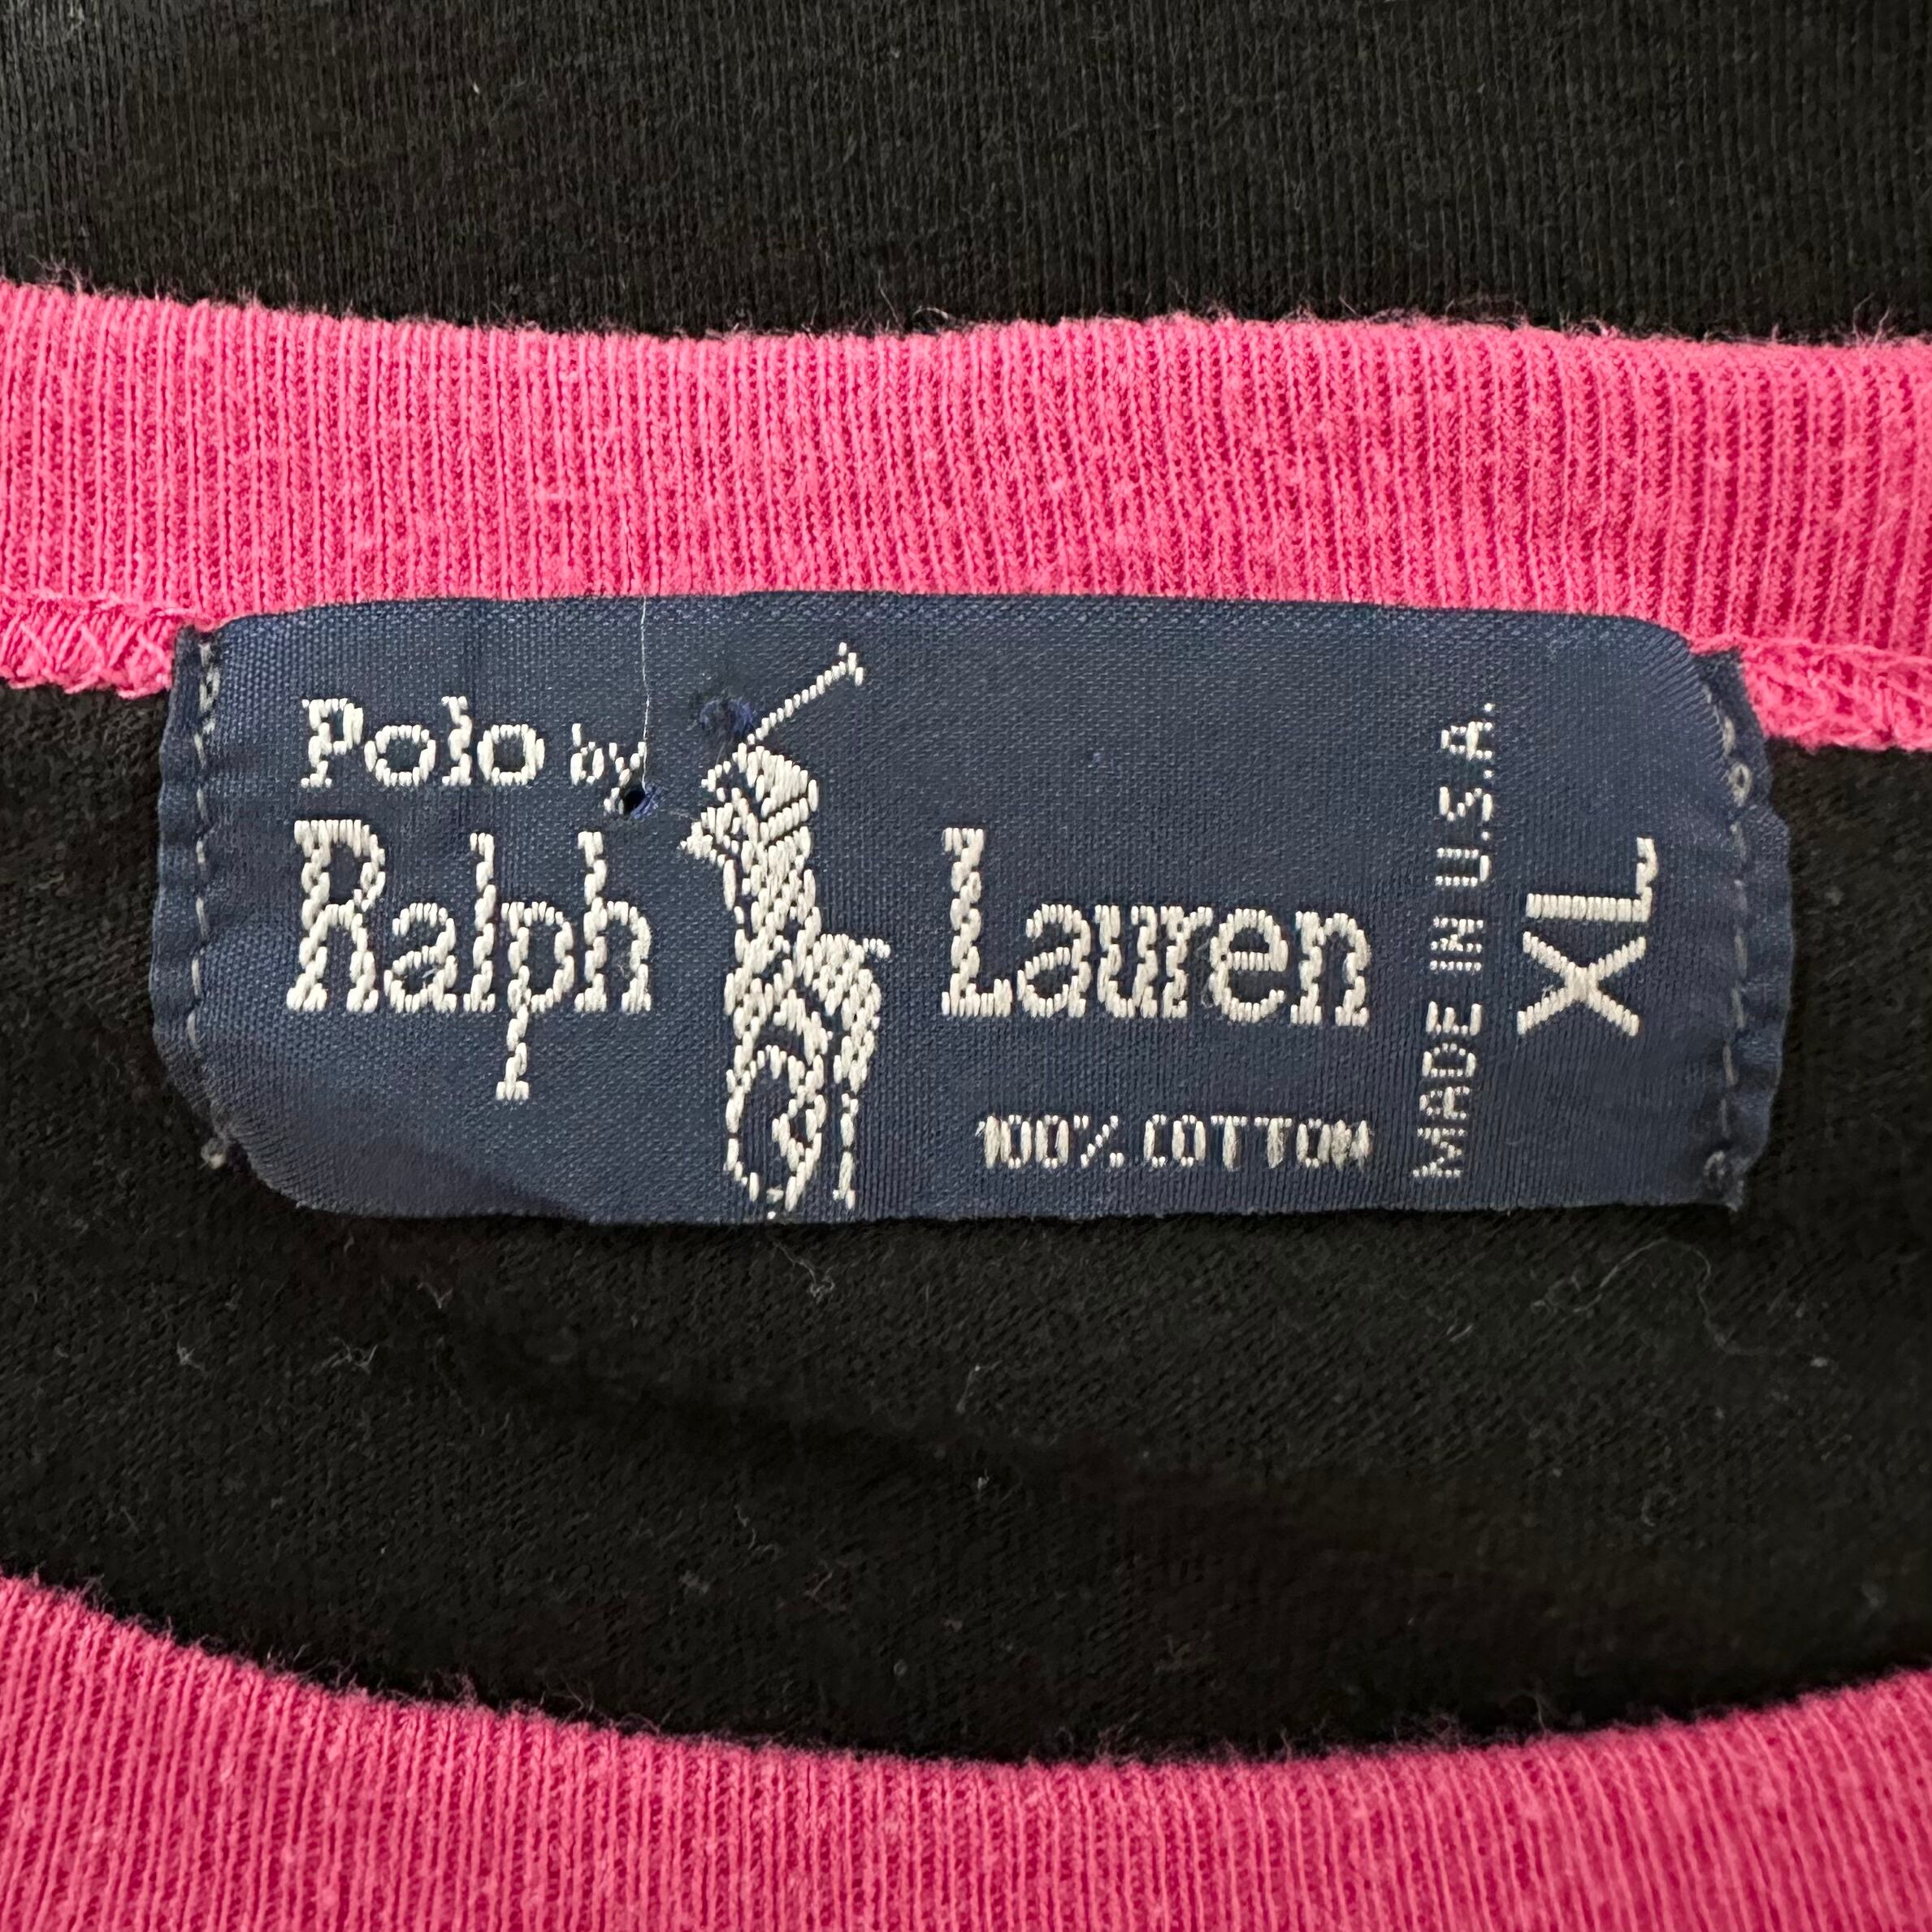 Polo by
Ralph Lauren
100% COTTON
MADE IN U.S.A.
XL